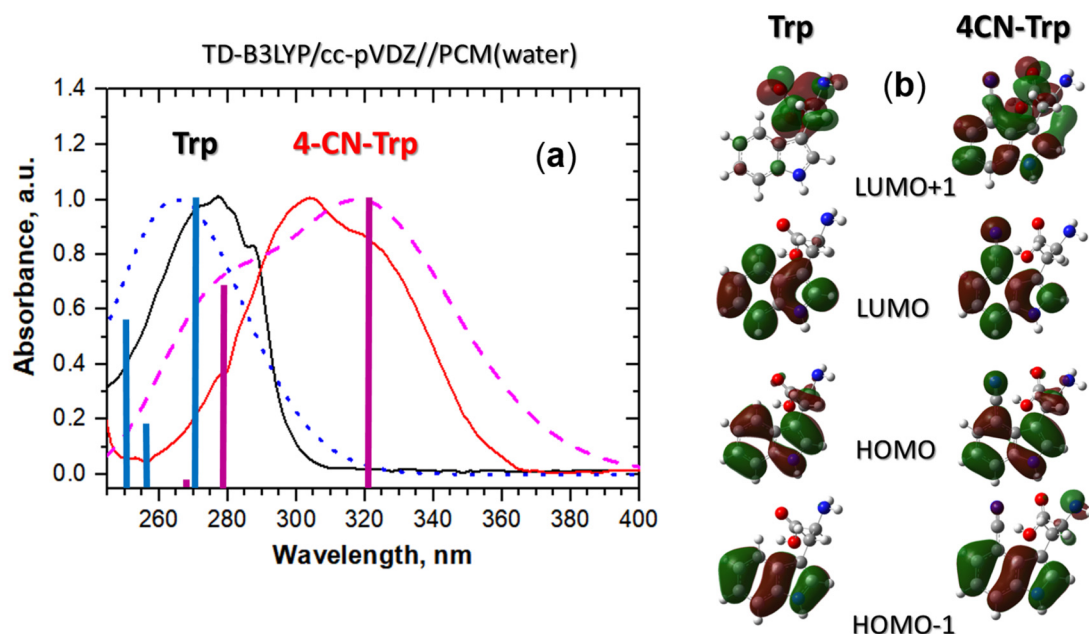 TD-B3LYP/cc-pVDZ//PCM(water)
Trp
4-CN-Trp
(a)
Absorbance, a.u.
1.4
1.2
1.0
0.8
0.6
0.4
0.2
0.0
260 280 300 320 340 360 380 400
Wavelength, nm
Trp
4CN-Trp
(b)
LUMO+1
LUMO
HOMO
HOMO-1